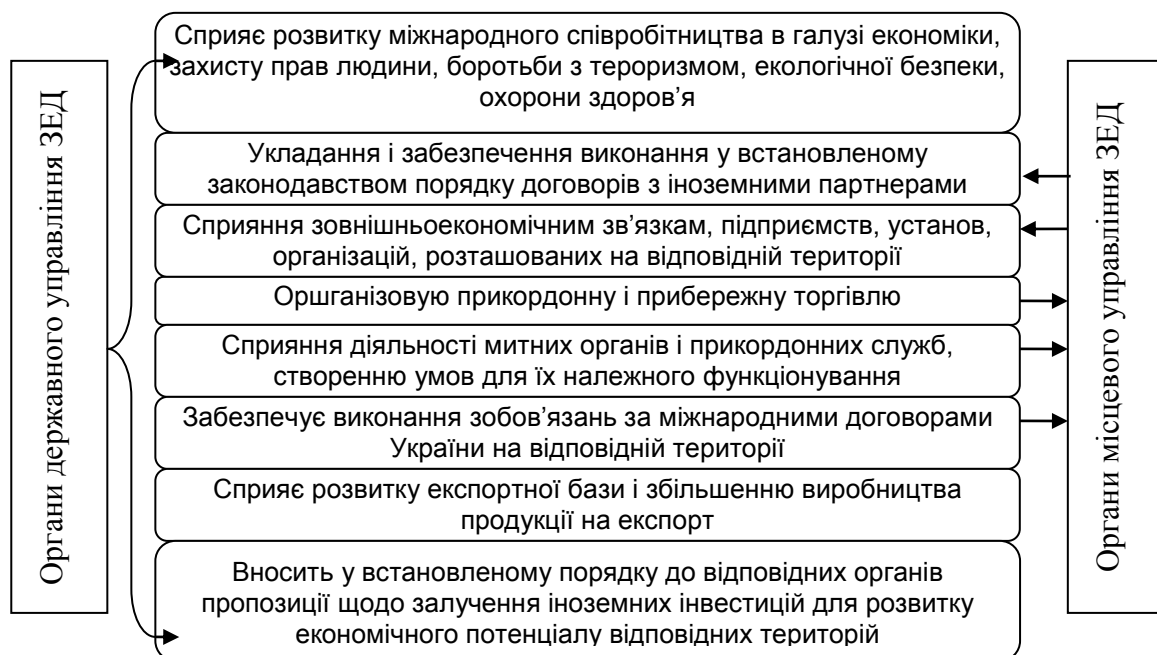 Органи державного управління ЗЕД
Сприяє розвитку міжнародного співробітництва в галузі економіки,
захисту прав людини, боротьби з тероризмом, екологічної безпеки,
охорони здоров'я
Укладання і забезпечення виконання у встановленому
законодавством порядку договорів з іноземними партнерами
Сприяння зовнішньоекономічним зв'язкам, підприємств, установ,
організацій, розташованих на відповідній території
Оршганізовую прикордонну і прибережну торгівлю
Сприяння діяльності митних органів і прикордонних служб,
створенню умов для їх належного функціонування
Забезпечує виконання зобов'язань за міжнародними договорами
України на відповідній території
Сприяє розвитку експортної бази і збільшенню виробництва
продукції на експорт
Вносить у встановленому порядку до відповідних органів
пропозиції щодо залучення іноземних інвестицій для розвитку
економічного потенціалу відповідних територій
Органи місцевого управління ЗЕД